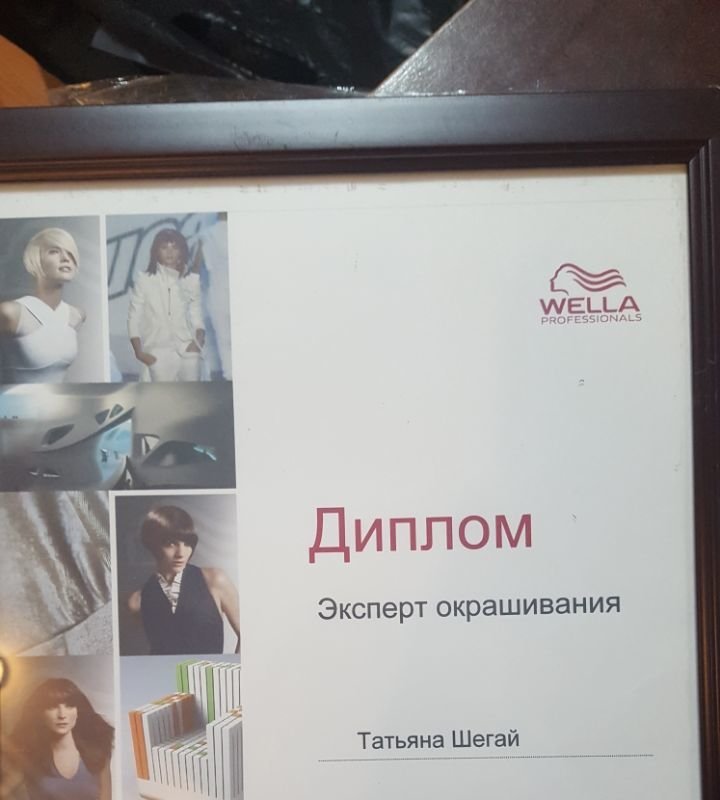 WELLA
PROFESSIONALS
Диплом
Эксперт окрашивания
Татьяна Шегай